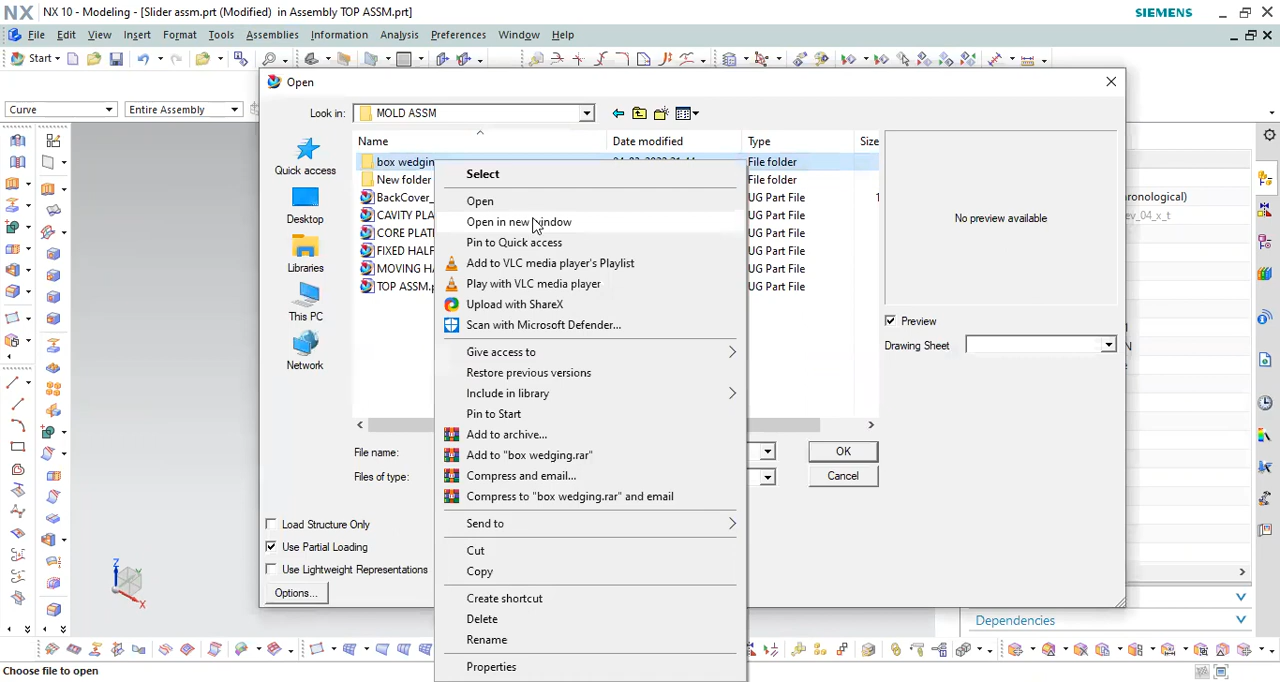 NX NX 10 - Modeling - [Slider assm.prt (Modified) in Assembly TOP ASSM.prt] SIEMENS
File Edit View Insert Format Tools Assemblies Information Analysis Preferences Window Help
Start
Open
Curve Entire Assembly
Look in: MOLD ASSM
Name Date modified Type Size
box wedgin File folder
New folder File folder
BackCover_ UG Part File 1
CAVITY PLA UG Part File
CORE PLAT UG Part File
FIXED HALF UG Part File
MOVING HA UG Part File
TOP ASSM.p UG Part File
Quick access
Desktop
Libraries
This PC
Network
Select
Open
Open in new window
Pin to Quick access
Add to VLC media player's Playlist
Play with VLC media player
Upload with ShareX
Scan with Microsoft Defender...
Give access to
Restore previous versions
Include in library
Pin to Start
Add to archive...
Add to "box wedging.rar"
Compress and email...
Compress to "box wedging.rar" and email
Send to
Cut
Copy
Create shortcut
Delete
Rename
Properties
No preview available
Preview
Drawing Sheet
File name: OK
Files of type: Cancel
Load Structure Only
Use Partial Loading
Use Lightweight Representations
Options...
ronological)
ev_04_x_t
N
Dependencies
Z
X
Choose file to open